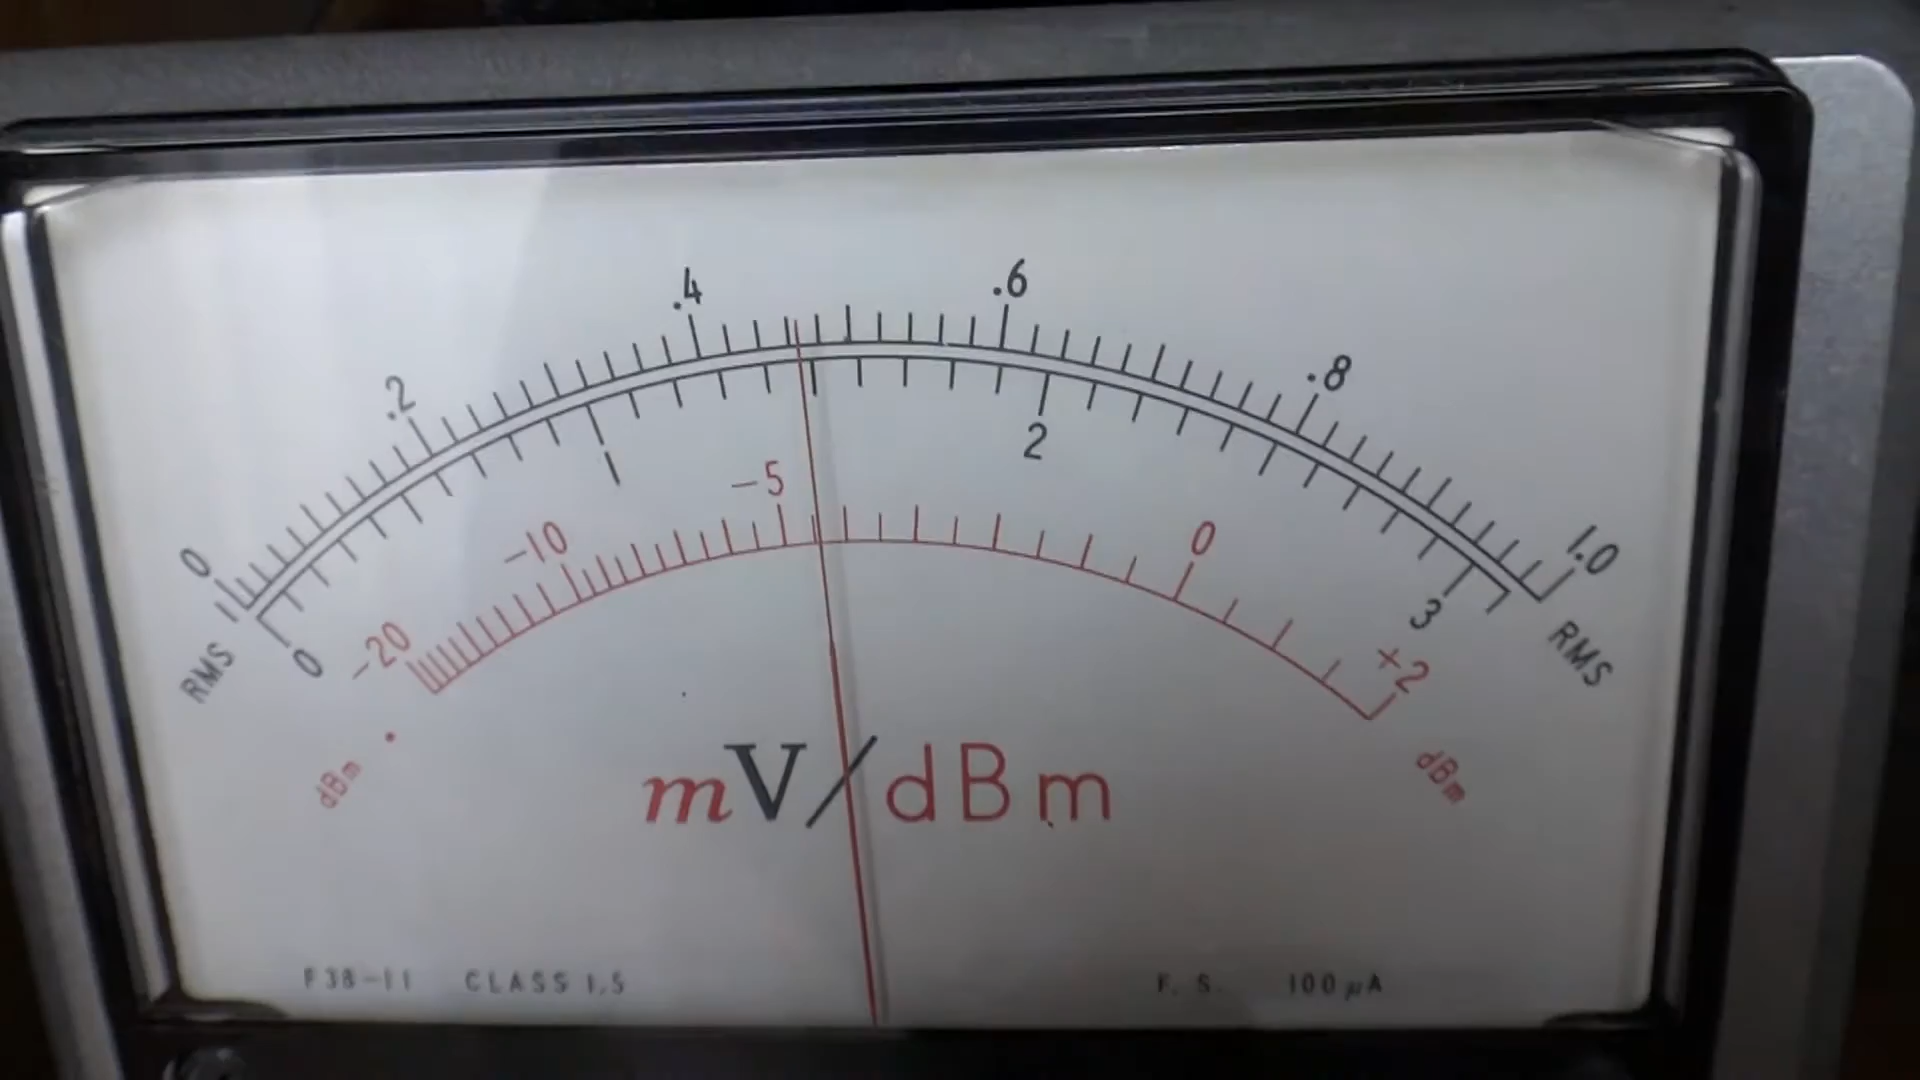 0 .2 .4 .6 .8 1.0
RMS 0 1 2 3 RMS
-20 -10 -5 0 +2
dBm dBm
mV/dBm
F38-11 CLASS 1.5 F. S. 100 μA